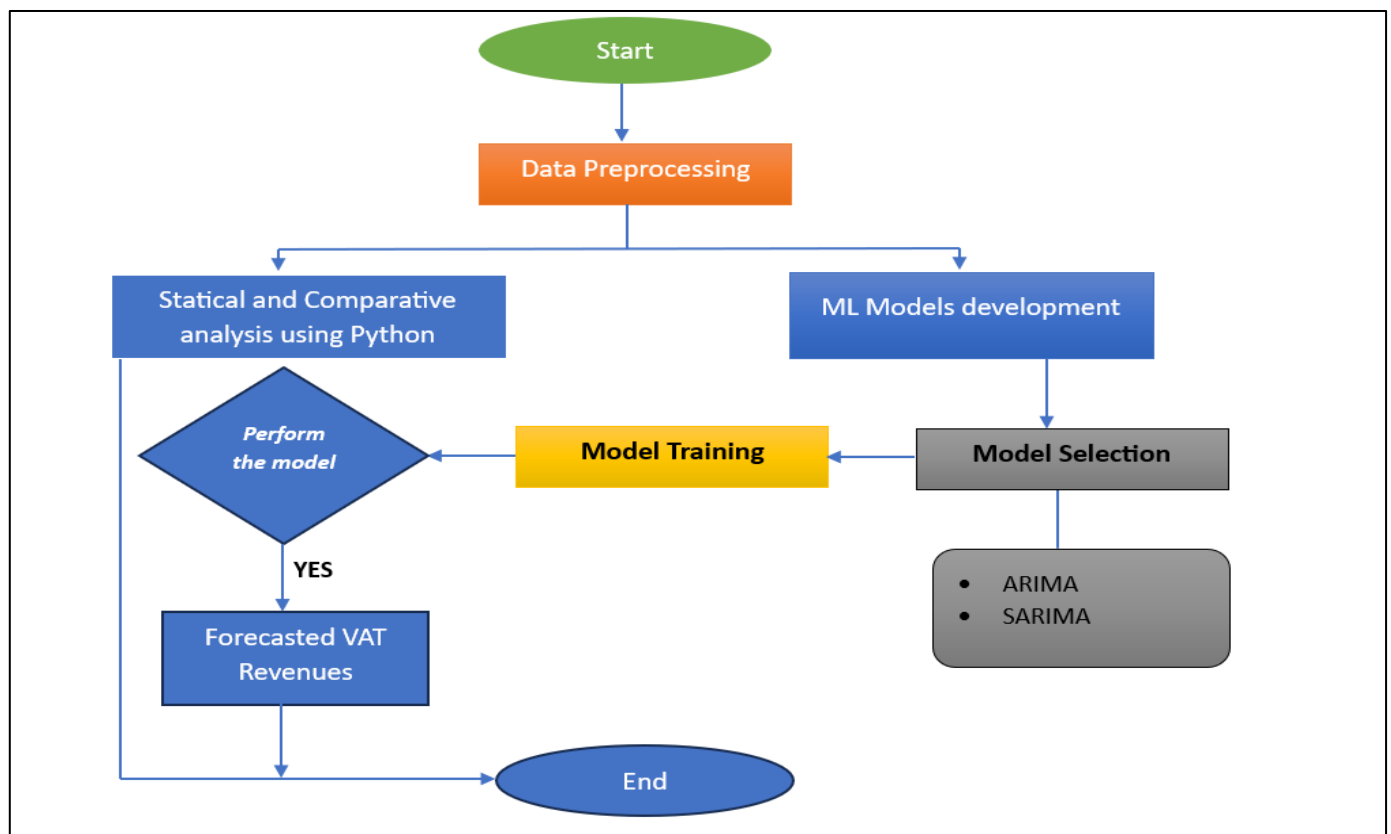 Start
Data Preprocessing
Statical and Comparative
analysis using Python
ML Models development
Perform
the model
Model Training
Model Selection
YES
• ARIMA
• SARIMA
Forecasted VAT
Revenues
End